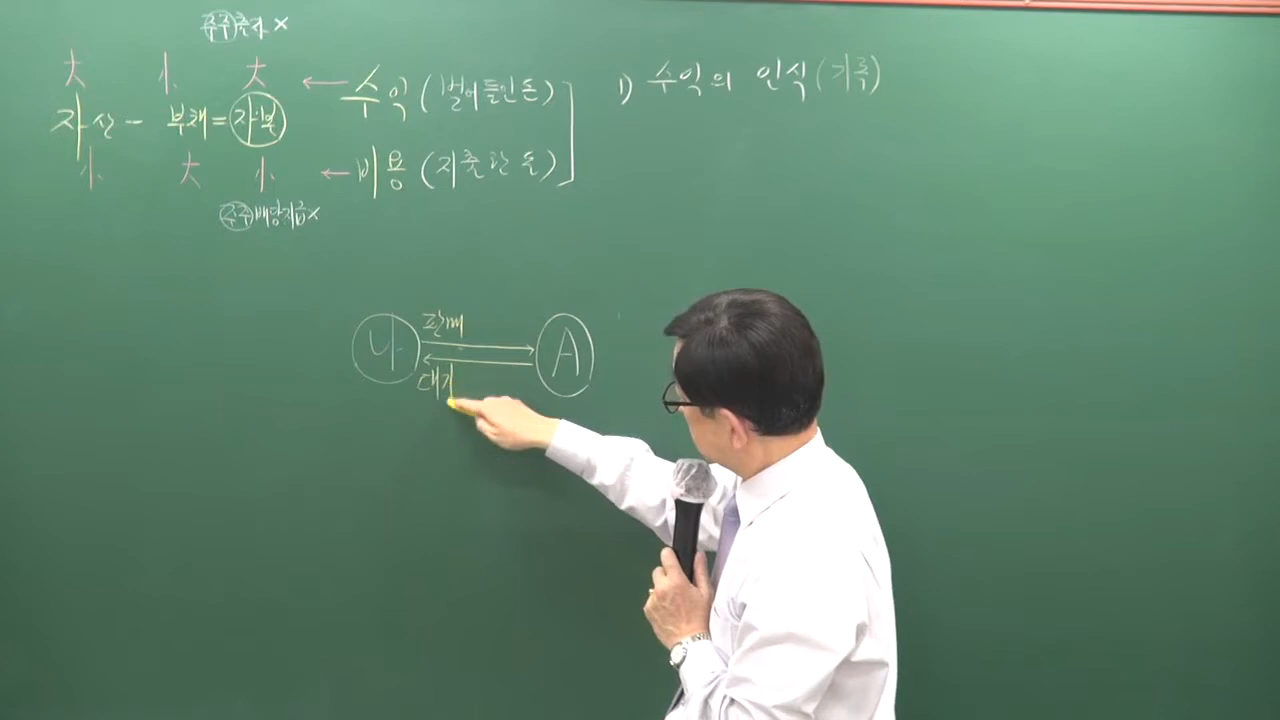 주주출자 ×
大 小 大 ← 수익 (벌어들인 돈)
자산 - 부채 = 자본
小 大 小 ← 비용 (지출한 돈)
주주배당지급 ×
1) 수익의 인식 (기록)
나 판매 A
대가